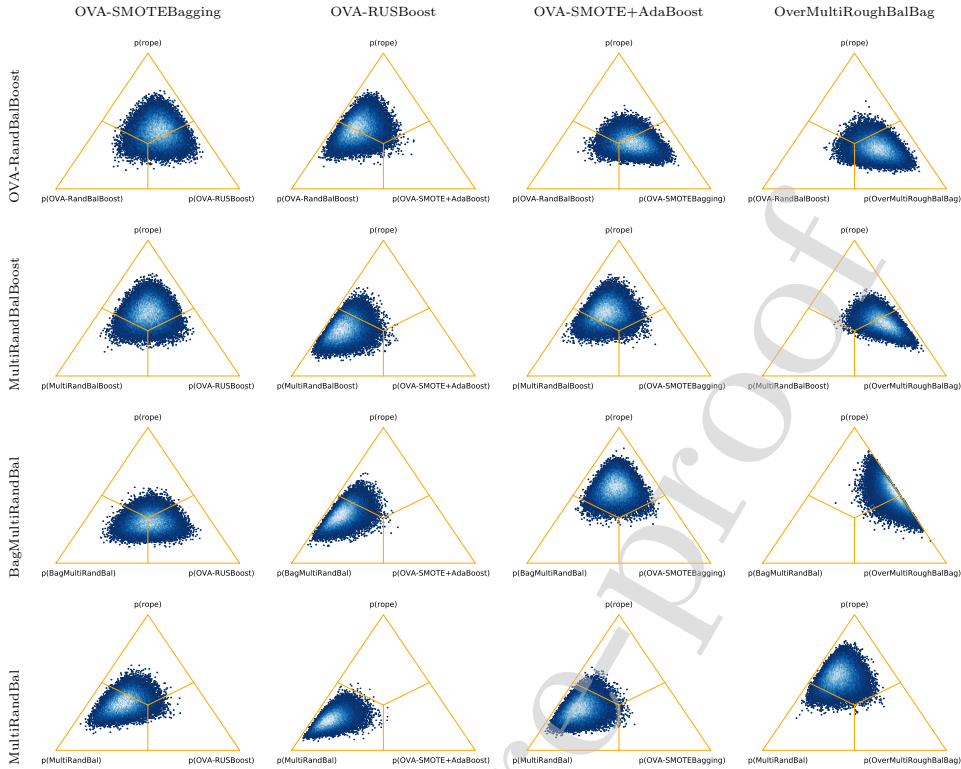 OVA-SMOTEBagging OVA-RUSBoost OVA-SMOTE+AdaBoost OverMultiRoughBalBag
OVA-RandBalBoost
p(rope) p(rope) p(rope) p(rope)
p(OVA-RandBalBoost) p(OVA-RUSBoost) p(OVA-RandBalBoost) p(OVA-SMOTE+AdaBoost) p(OVA-RandBalBoost) p(OVA-SMOTEBagging) p(OVA-RandBalBoost) p(OverMultiRoughBalBag)
MultiRandBalBoost
p(rope) p(rope) p(rope) p(rope)
p(MultiRandBalBoost) p(OVA-RUSBoost) p(MultiRandBalBoost) p(OVA-SMOTE+AdaBoost) p(MultiRandBalBoost) p(OVA-SMOTEBagging) p(MultiRandBalBoost) p(OverMultiRoughBalBag)
BagMultiRandBal
p(rope) p(rope) p(rope) p(rope)
p(BagMultiRandBal) p(OVA-RUSBoost) p(BagMultiRandBal) p(OVA-SMOTE+AdaBoost) p(BagMultiRandBal) p(OVA-SMOTEBagging) p(BagMultiRandBal) p(OverMultiRoughBalBag)
MultiRandBal
p(rope) p(rope) p(rope) p(rope)
p(MultiRandBal) p(OVA-RUSBoost) p(MultiRandBal) p(OVA-SMOTE+AdaBoost) p(MultiRandBal) p(OVA-SMOTEBagging) p(MultiRandBal) p(OverMultiRoughBalBag)
-proof